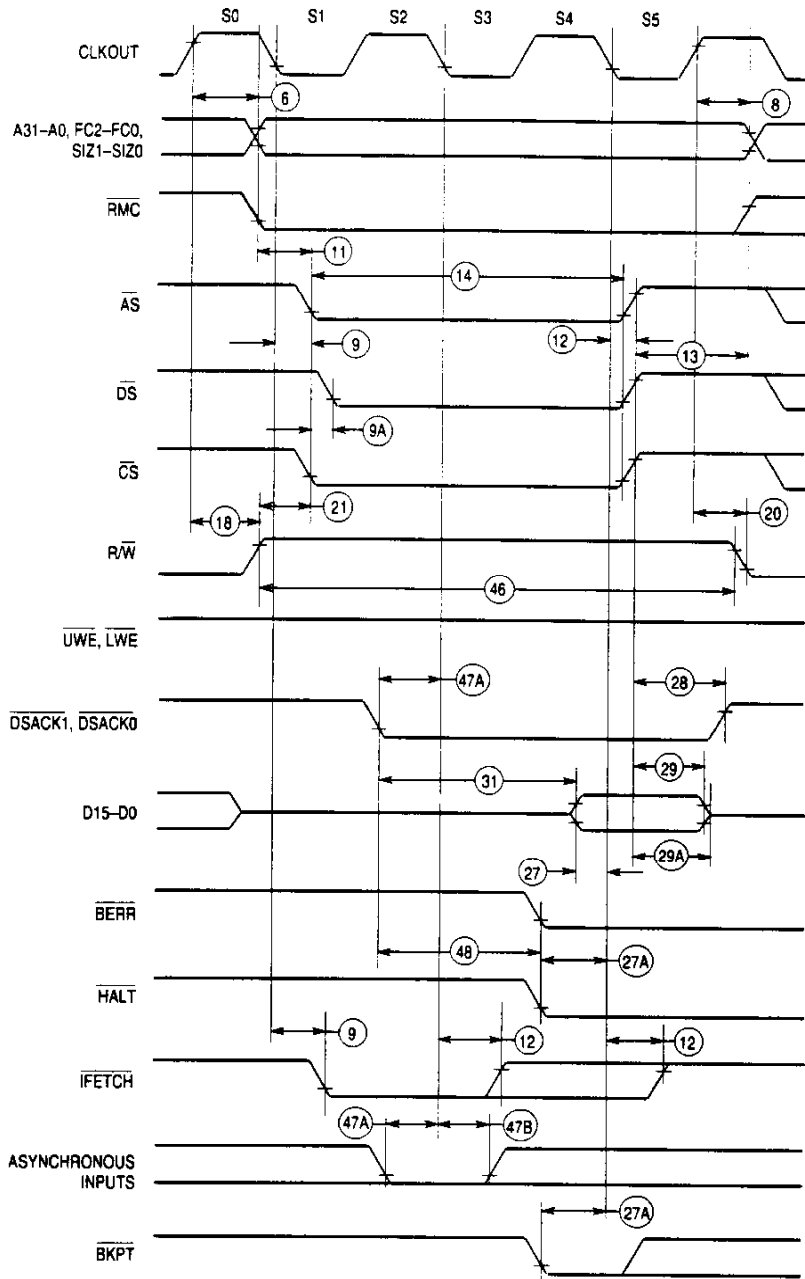 S0 S1 S2 S3 S4 S5
CLKOUT
6 8
A31–A0, FC2–FC0,
SIZ1–SIZ0
RMC
11
14
AS
9 12
13
DS
9A
CS
21
18 20
R/W
46
UWE, LWE
47A 28
DSACK1, DSACK0
31 29
D15–D0
29A
27
BERR
48 27A
HALT
9 12 12
IFETCH
47A 47B
ASYNCHRONOUS
INPUTS
27A
BKPT